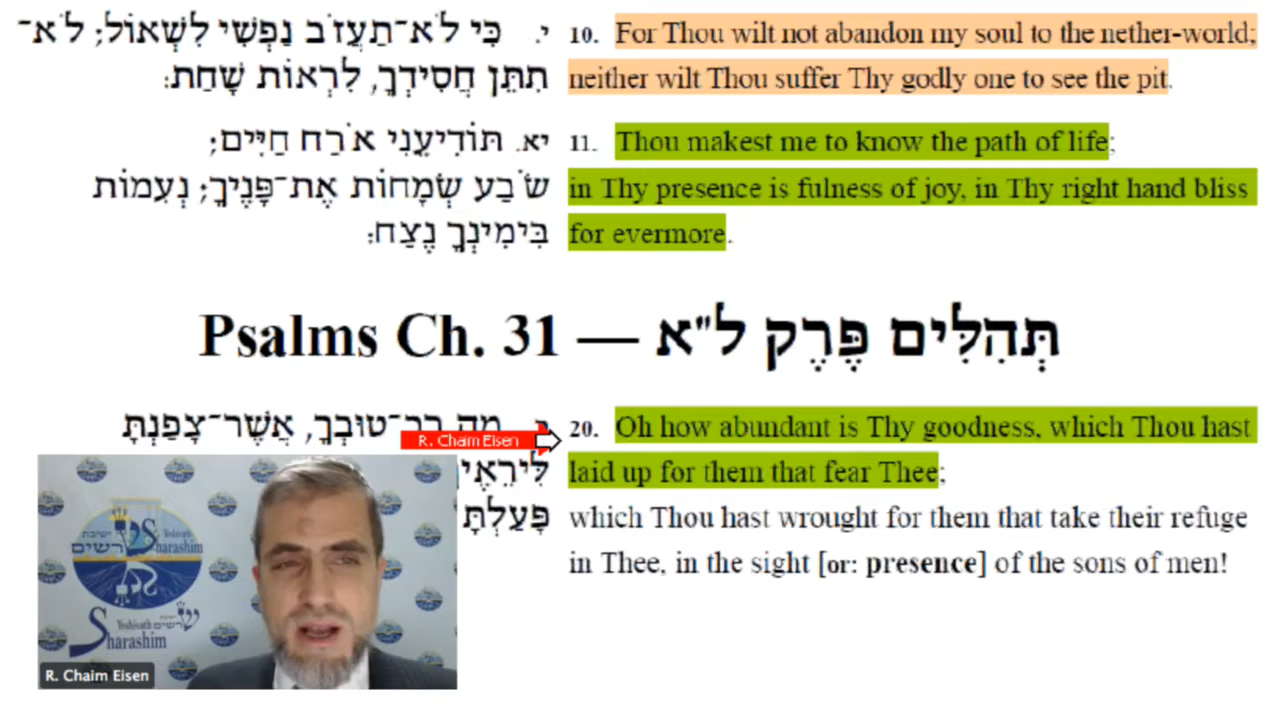 י. כִּי לֹא־תַעֲזֹב נַפְשִׁי לִשְׁאוֹל; לֹא־
תִתֵּן חֲסִידְךָ, לִרְאוֹת שָׁחַת:
10. For Thou wilt not abandon my soul to the nether-world;
neither wilt Thou suffer Thy godly one to see the pit.
יא. תּוֹדִיעֵנִי אֹרַח חַיִּים;
שֹׂבַע שְׂמָחוֹת אֶת־פָּנֶיךָ; נְעִמוֹת
בִּימִינְךָ נֶצַח:
11. Thou makest me to know the path of life;
in Thy presence is fulness of joy, in Thy right hand bliss
for evermore.
Psalms Ch. 31 — תְּהִלִּים פֶּרֶק ל"א
מָה רַב־טוּבְךָ, אֲשֶׁר־צָפַנְתָּ
פָּעַלְתָּ
20. Oh how abundant is Thy goodness, which Thou hast
laid up for them that fear Thee;
which Thou hast wrought for them that take their refuge
in Thee, in the sight [or: presence] of the sons of men!
R. Chaim Eisen
ישיבת שרשים
Yeshivath
Sharashim
R. Chaim Eisen